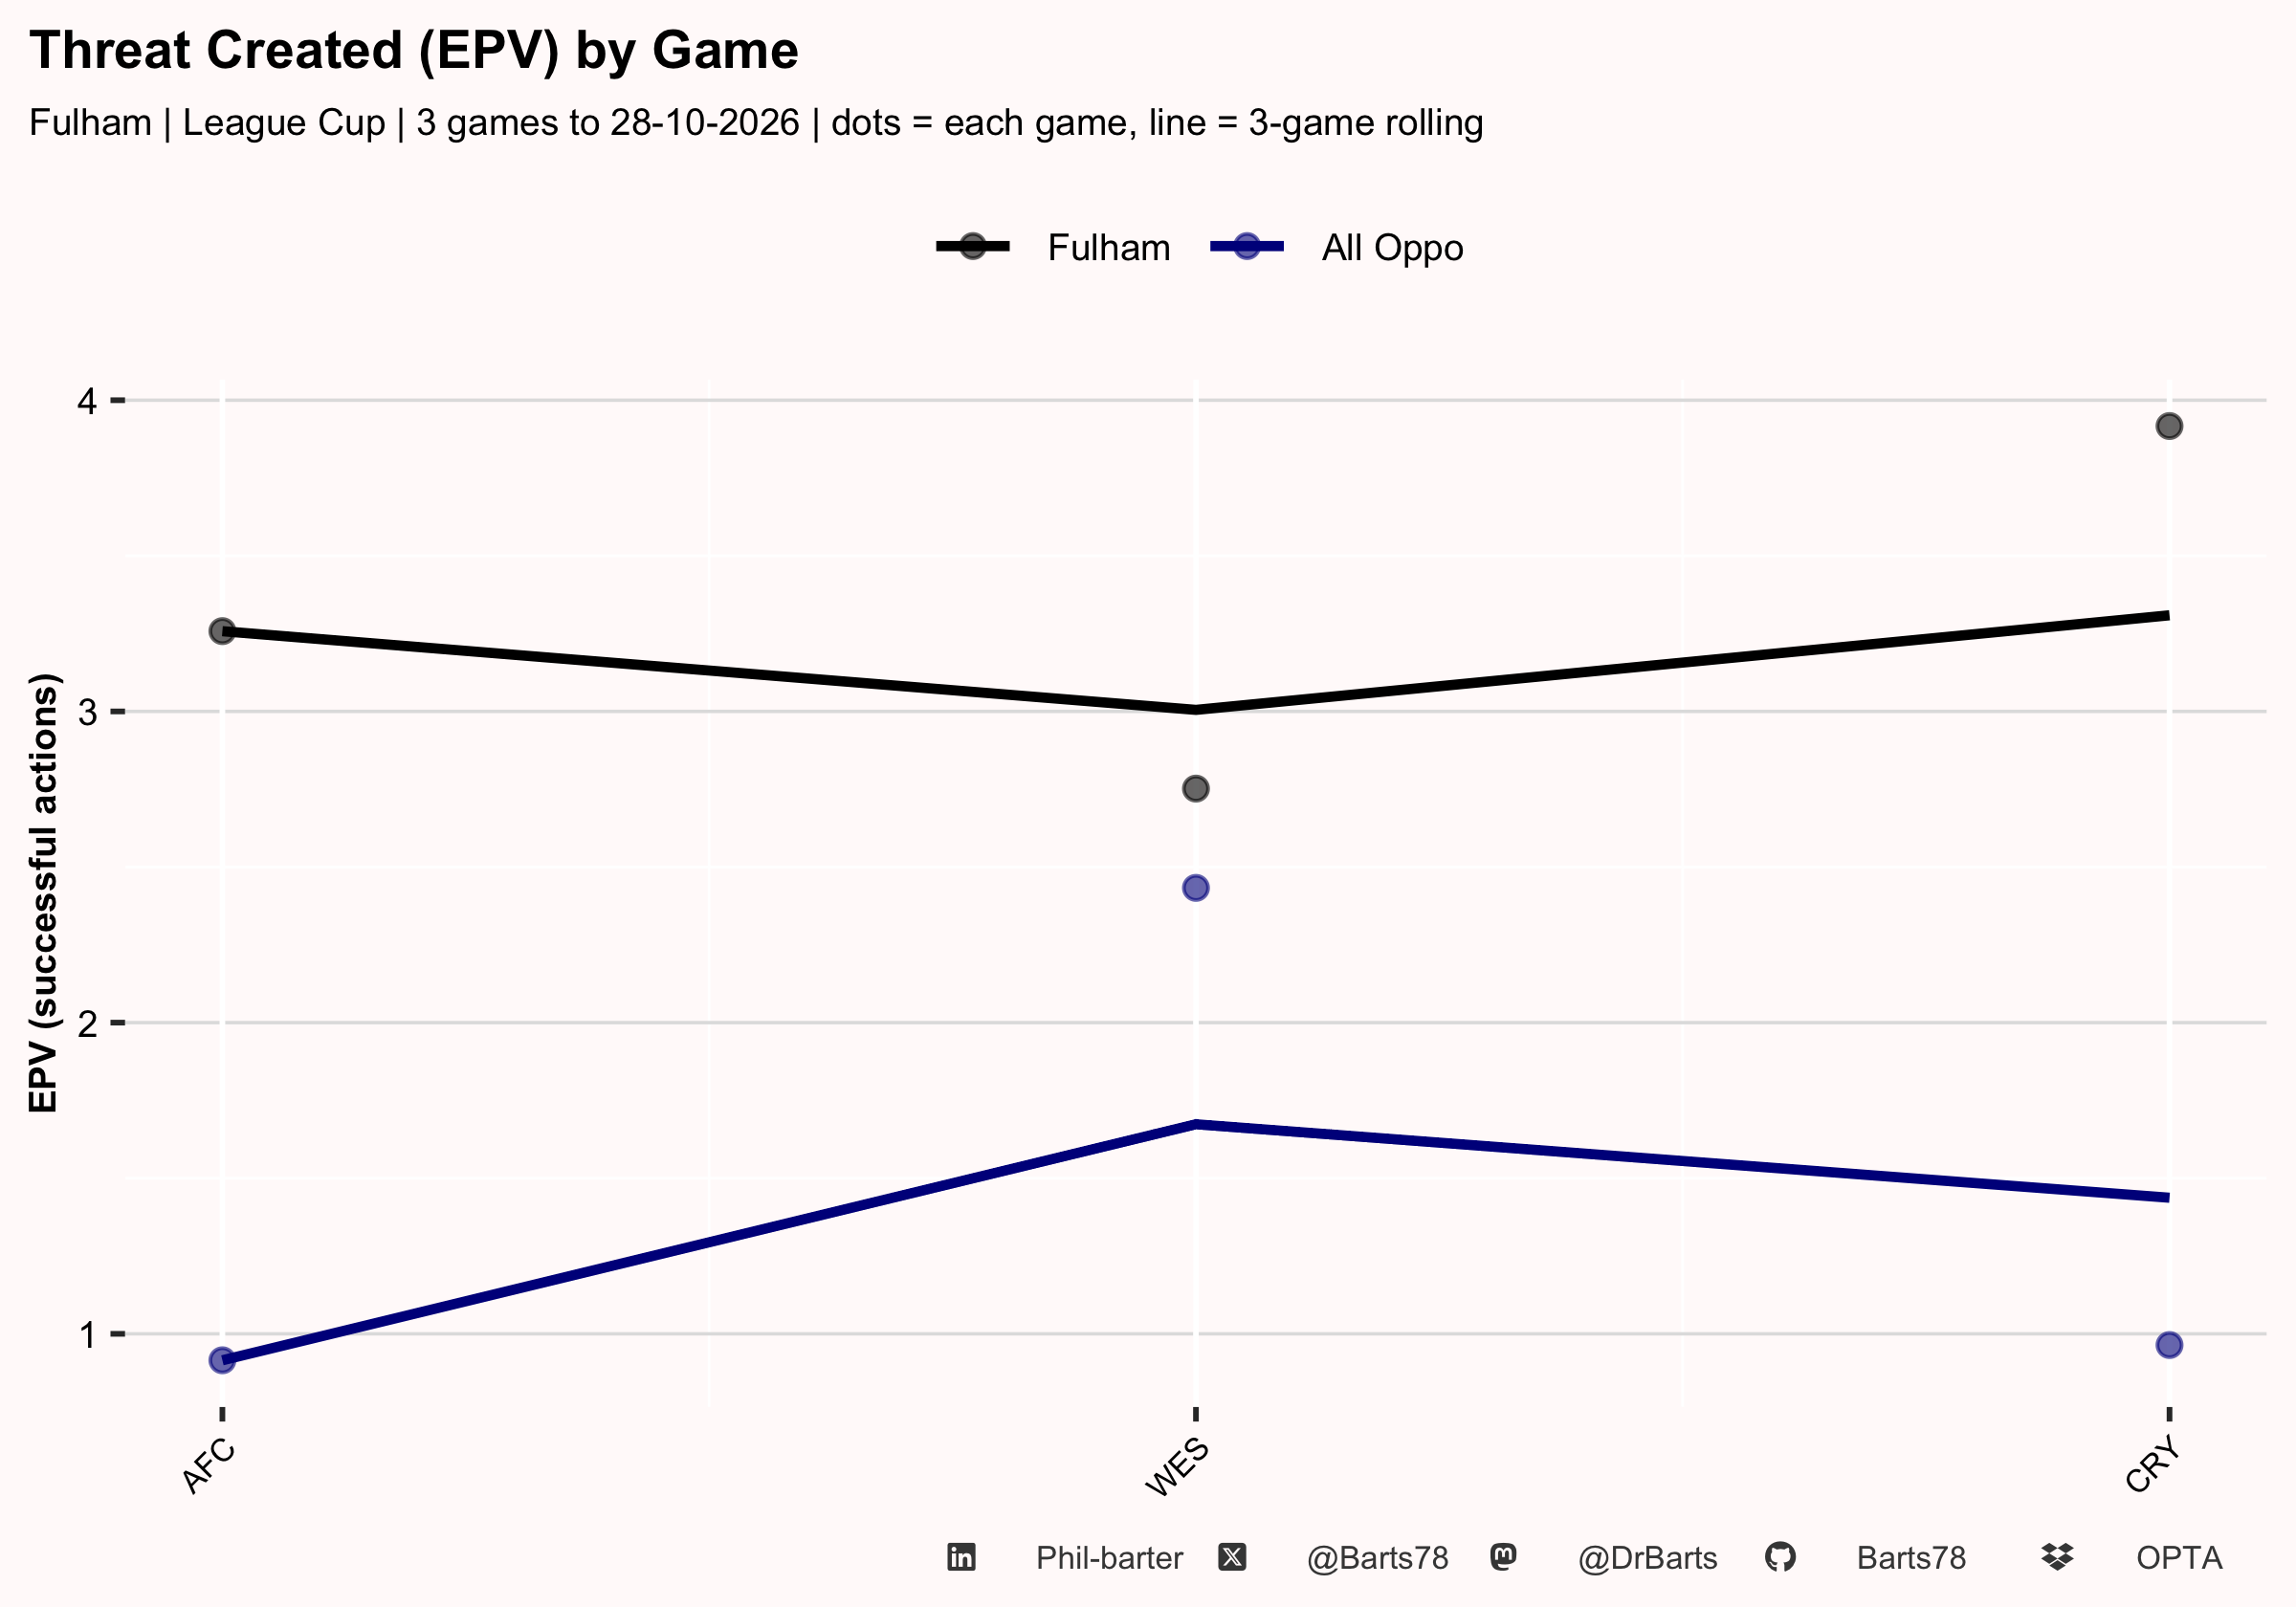 Threat Created (EPV) by Game
Fulham | League Cup | 3 games to 28-10-2026 | dots = each game, line = 3-game rolling
Fulham All Oppo
EPV (successful actions)
4
3
2
1
AFC WES CRY
Phil-barter @Barts78 @DrBarts Barts78 OPTA